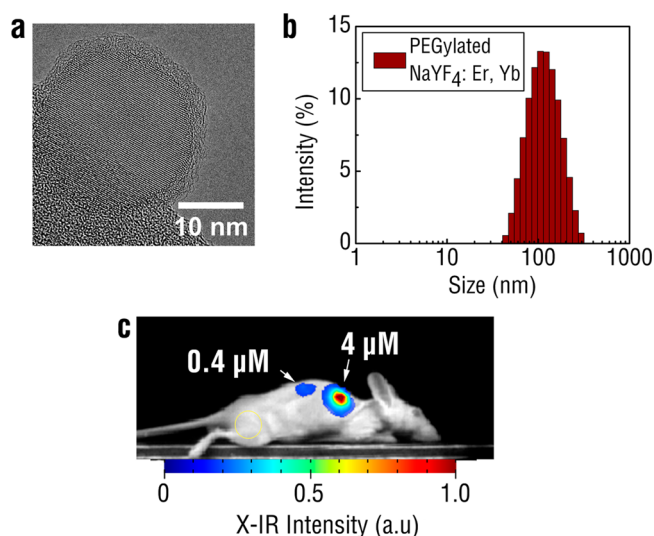 a
10 nm
b
PEGylated
NaYF4: Er, Yb
15
10
5
0
Intensity (%)
1
10
100
1000
Size (nm)
c
0.4 μM
4 μM
0
0.5
1.0
X-IR Intensity (a.u)